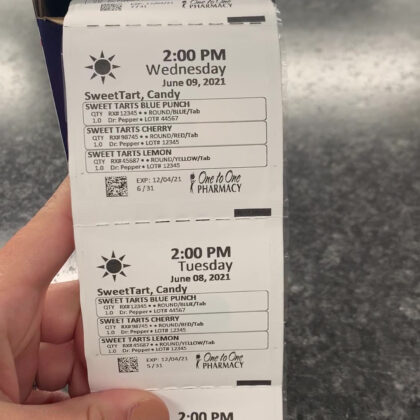 One to One
PHARMACY
7/31
2:00 PM
Wednesday
June 09, 2021
SweetTart, Candy
SWEET TARTS BLUE PUNCH
QTY RX#12345 • • ROUND/BLUE/Tab
1.0 Dr: Pepper • LOT# 44567
SWEET TARTS CHERRY
QTY RX#98745 • • ROUND/RED/Tab
1.0 Dr: Pepper • LOT# 12345
SWEET TARTS LEMON
QTY RX#45687 • • ROUND/YELLOW/Tab
1.0 Dr: Pepper • LOT# 12345
EXP: 12/04/21
6/31
One to One
PHARMACY
2:00 PM
Tuesday
June 08, 2021
SweetTart, Candy
SWEET TARTS BLUE PUNCH
QTY RX#12345 • • ROUND/BLUE/Tab
1.0 Dr: Pepper • LOT# 44567
SWEET TARTS CHERRY
QTY RX#98745 • • ROUND/RED/Tab
1.0 Dr: Pepper • LOT# 12345
SWEET TARTS LEMON
QTY RX#45687 • • ROUND/YELLOW/Tab
1.0 Dr: Pepper • LOT# 12345
EXP: 12/04/21
5/31
One to One
PHARMACY
2:00 PM